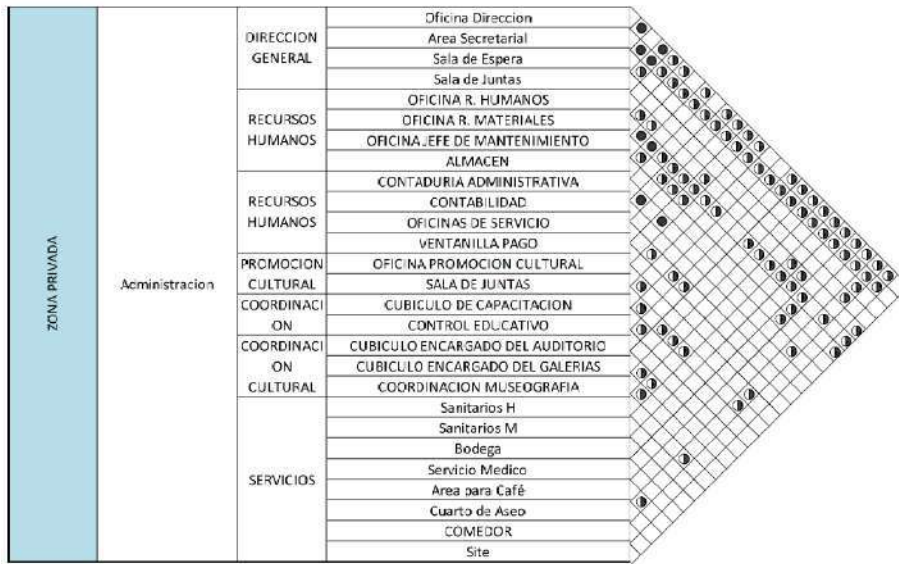 ZONA PRIVADA
Administracion
DIRECCION
GENERAL
Oficina Direccion
Area Secretarial
Sala de Espera
Sala de Juntas
RECURSOS
HUMANOS
OFICINA R. HUMANOS
OFICINA R. MATERIALES
OFICINA JEFE DE MANTENIMIENTO
ALMACEN
RECURSOS
HUMANOS
CONTADURIA ADMINISTRATIVA
CONTABILIDAD
OFICINAS DE SERVICIO
VENTANILLA PAGO
PROMOCION
CULTURAL
OFICINA PROMOCION CULTURAL
SALA DE JUNTAS
COORDINACI
ON
CUBICULO DE CAPACITACION
CONTROL EDUCATIVO
COORDINACI
ON
CULTURAL
CUBICULO ENCARGADO DEL AUDITORIO
CUBICULO ENCARGADO DEL GALERIAS
COORDINACION MUSEOGRAFIA
SERVICIOS
Sanitarios H
Sanitarios M
Bodega
Servicio Medico
Area para Café
Cuarto de Aseo
COMEDOR
Site